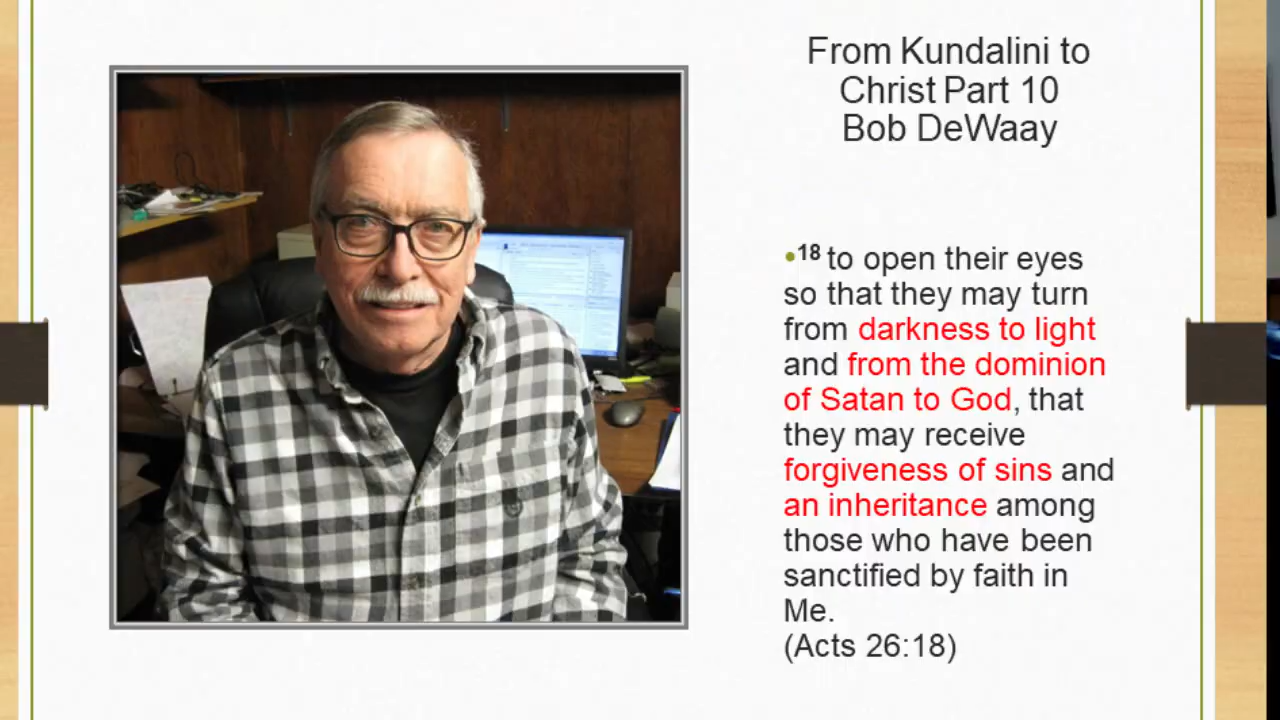 From Kundalini to
Christ Part 10
Bob DeWaay
•18 to open their eyes
so that they may turn
from darkness to light
and from the dominion
of Satan to God, that
they may receive
forgiveness of sins and
an inheritance among
those who have been
sanctified by faith in
Me.
(Acts 26:18)